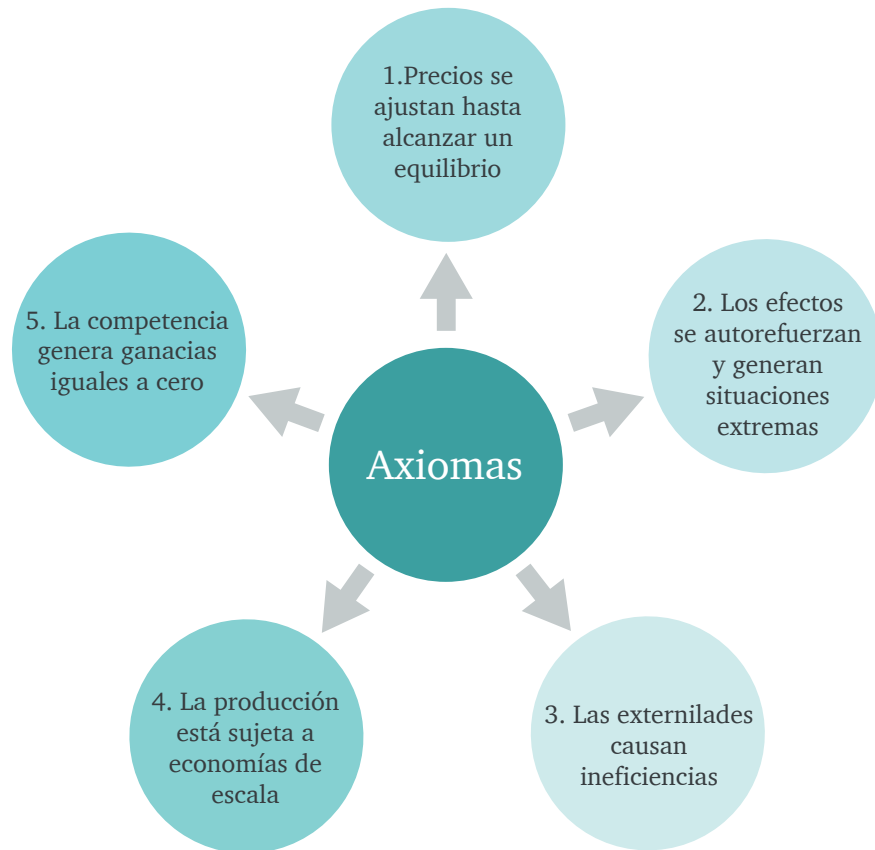 1.Precios se
ajustan hasta
alcanzar un
equilibrio
2. Los efectos
se autorefuerzan
y generan
situaciones
extremas
3. Las externilades
causan
ineficiencias
4. La producción
está sujeta a
economías de
escala
5. La competencia
genera ganacias
iguales a cero
Axiomas